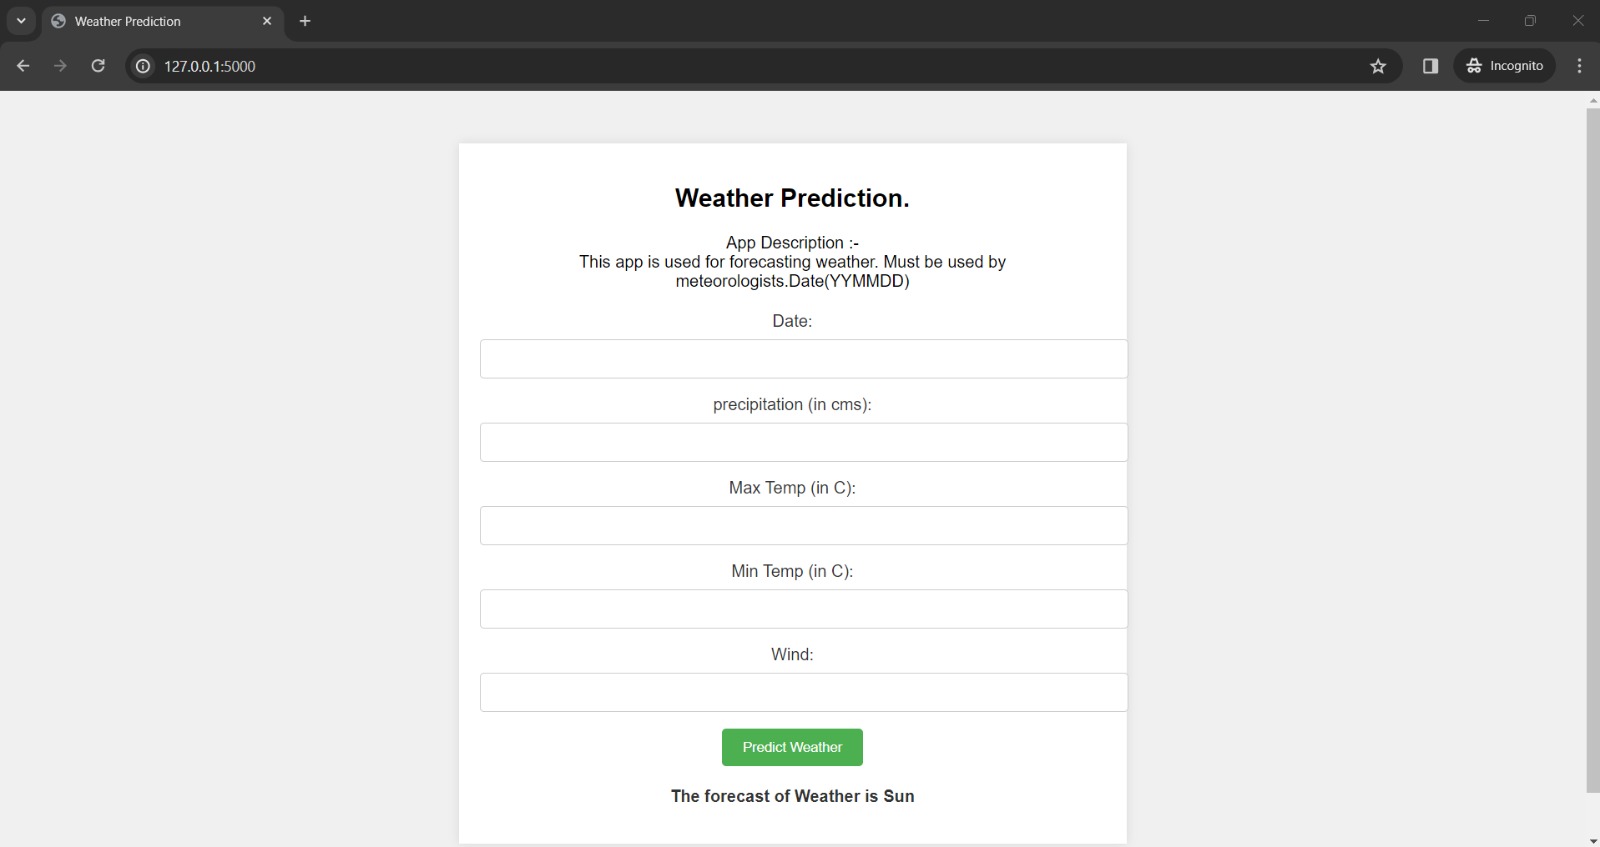 Weather Prediction
127.0.0.1:5000
Incognito
Weather Prediction.
App Description :-
This app is used for forecasting weather. Must be used by
meteorologists.Date(YYMMDD)
Date:
precipitation (in cms):
Max Temp (in C):
Min Temp (in C):
Wind:
Predict Weather
The forecast of Weather is Sun